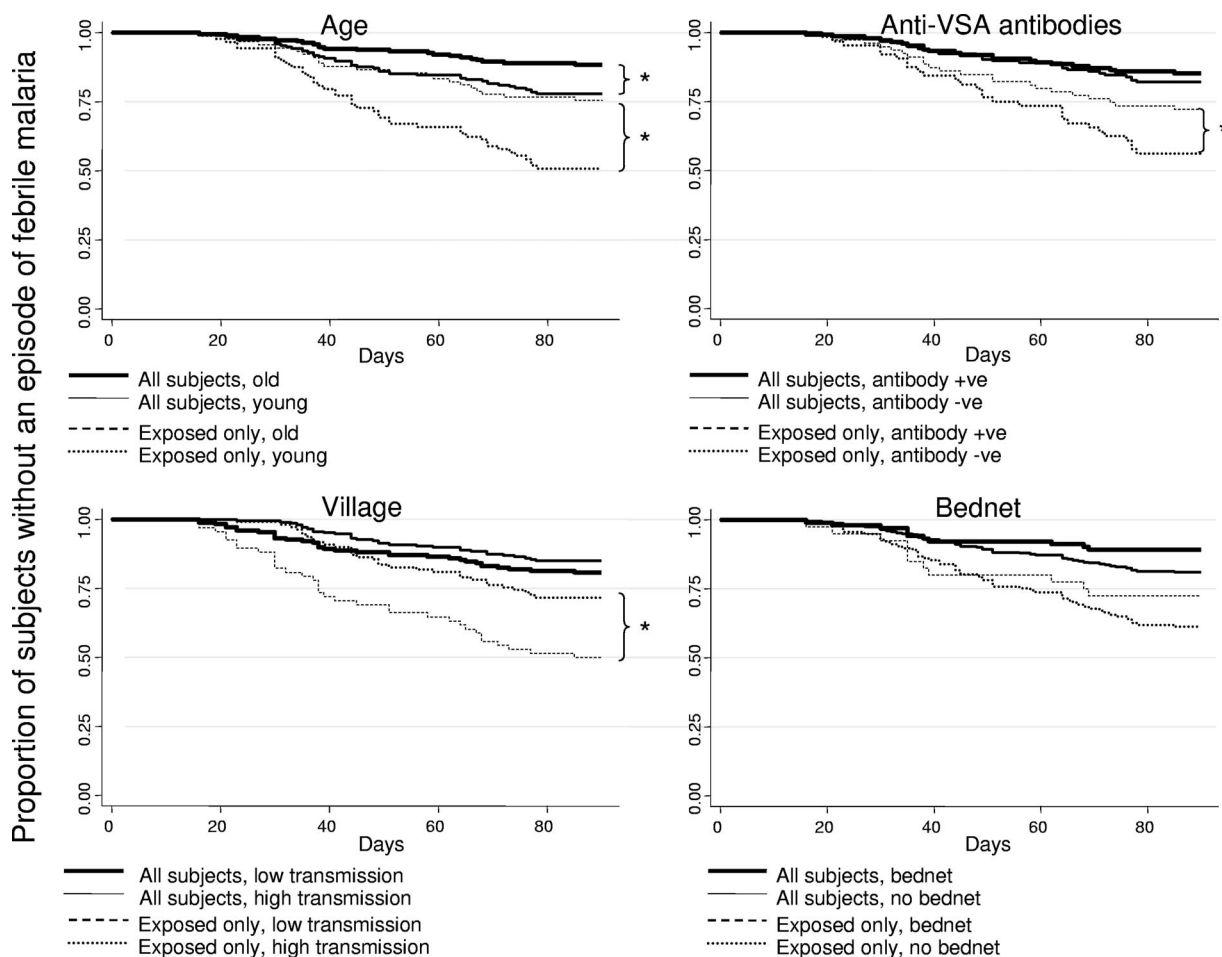 Proportion of subjects without an episode of febrile malaria
Age
1.00
0.75
0.50
0.25
0.00
*
*
0
20
40
60
80
Days
All subjects, old
All subjects, young
Exposed only, old
Exposed only, young
Anti-VSA antibodies
1.00
0.75
0.50
0.25
0.00
*
0
20
40
60
80
Days
All subjects, antibody +ve
All subjects, antibody -ve
Exposed only, antibody +ve
Exposed only, antibody -ve
Village
1.00
0.75
0.50
0.25
0.00
*
0
20
40
60
80
Days
All subjects, low transmission
All subjects, high transmission
Exposed only, low transmission
Exposed only, high transmission
Bednet
1.00
0.75
0.50
0.25
0.00
0
20
40
60
80
Days
All subjects, bednet
All subjects, no bednet
Exposed only, bednet
Exposed only, no bednet